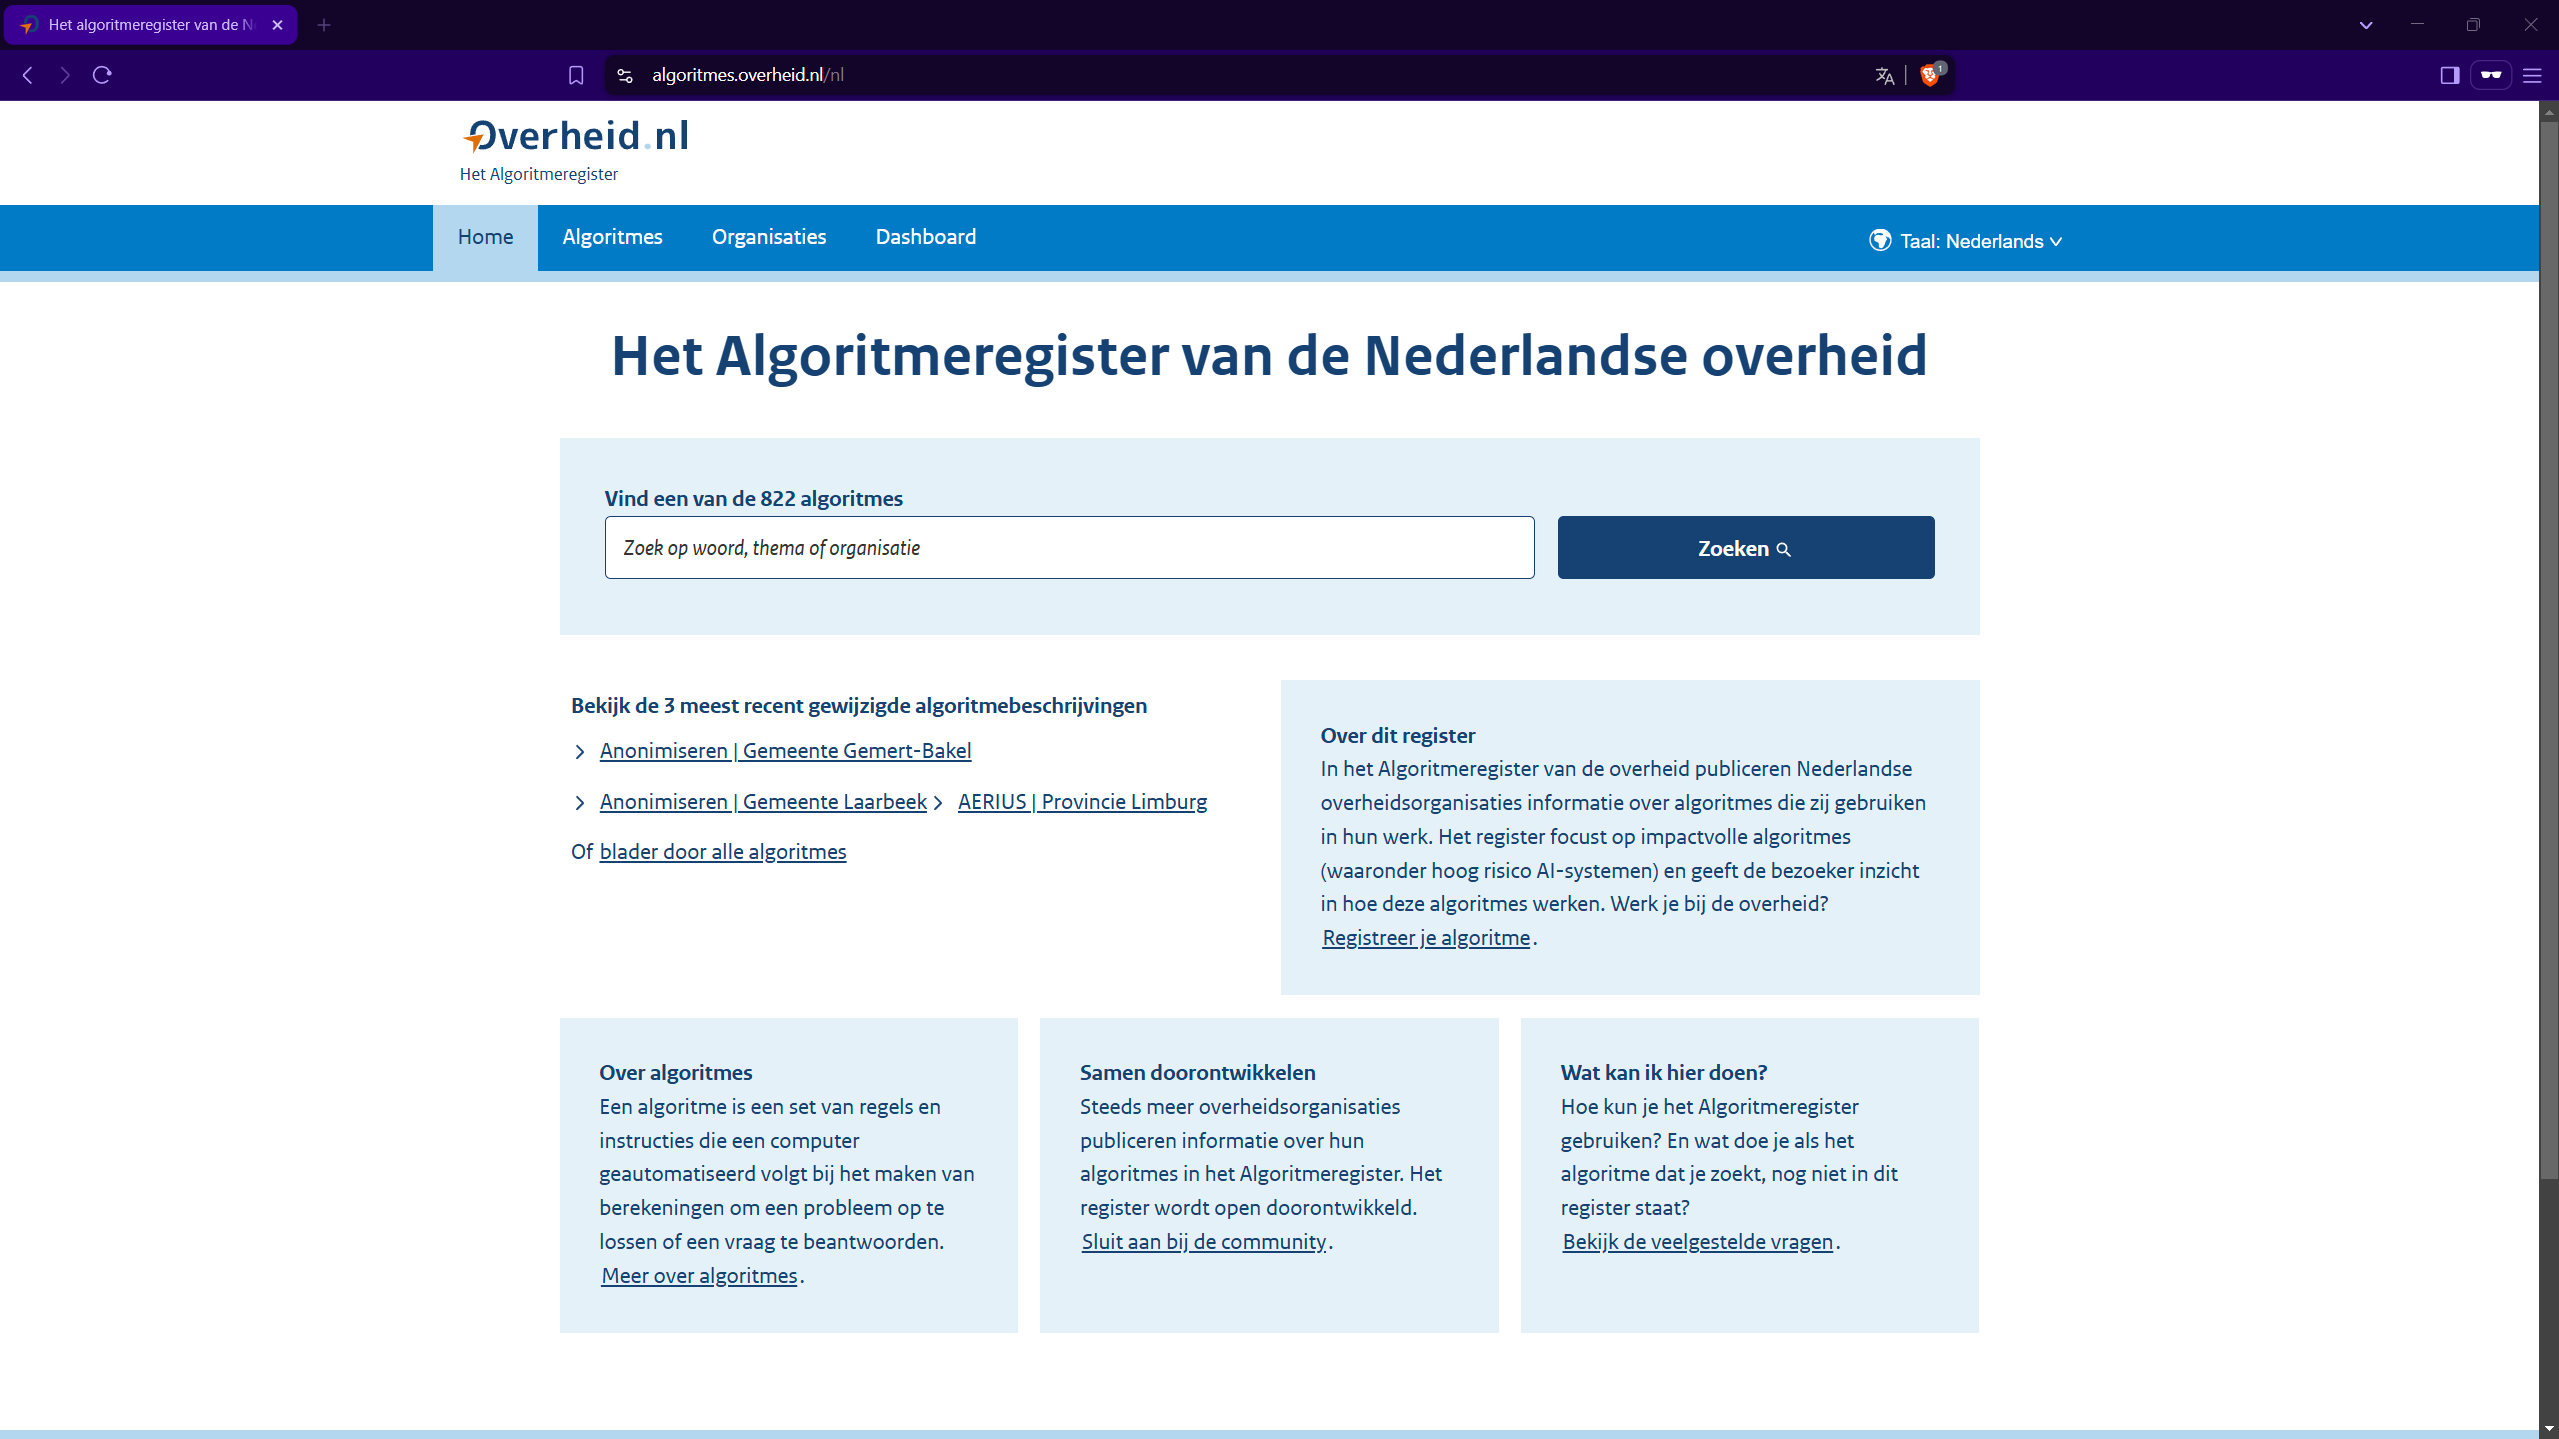 Het algoritmeregister van de N
algoritmes.overheid.nl/nl
1
Overheid.nl
Het Algoritmeregister
Home
Algoritmes
Organisaties
Dashboard
Taal: Nederlands
Het Algoritmeregister van de Nederlandse overheid
Vind een van de 822 algoritmes
Zoek op woord, thema of organisatie
Zoeken
Bekijk de 3 meest recent gewijzigde algoritmebeschrijvingen
Anonimiseren | Gemeente Gemert-Bakel
Anonimiseren | Gemeente Laarbeek
AERIUS | Provincie Limburg
Of blader door alle algoritmes
Over dit register
In het Algoritmeregister van de overheid publiceren Nederlandse
overheidsorganisaties informatie over algoritmes die zij gebruiken
in hun werk. Het register focust op impactvolle algoritmes
(waaronder hoog risico AI-systemen) en geeft de bezoeker inzicht
in hoe deze algoritmes werken. Werk je bij de overheid?
Registreer je algoritme.
Over algoritmes
Een algoritme is een set van regels en
instructies die een computer
geautomatiseerd volgt bij het maken van
berekeningen om een probleem op te
lossen of een vraag te beantwoorden.
Meer over algoritmes.
Samen doorontwikkelen
Steeds meer overheidsorganisaties
publiceren informatie over hun
algoritmes in het Algoritmeregister. Het
register wordt open doorontwikkeld.
Sluit aan bij de community.
Wat kan ik hier doen?
Hoe kun je het Algoritmeregister
gebruiken? En wat doe je als het
algoritme dat je zoekt, nog niet in dit
register staat?
Bekijk de veelgestelde vragen.